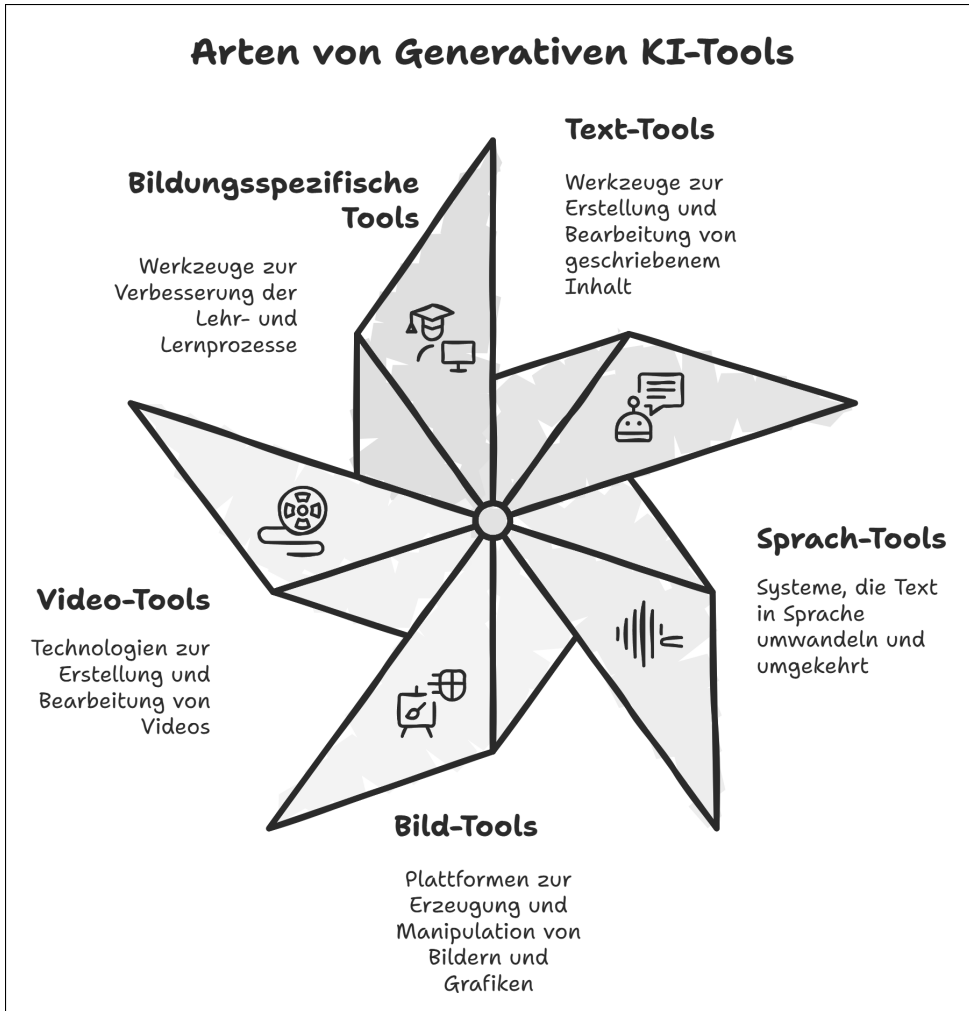 Arten von Generativen KI-Tools
Text-Tools
Werkzeuge zur
Erstellung und
Bearbeitung von
geschriebenem
Inhalt
Bildungsspezifische
Tools
Werkzeuge zur
Verbesserung der
Lehr- und
Lernprozesse
Sprach-Tools
Systeme, die Text
in Sprache
umwandeln und
umgekehrt
Video-Tools
Technologien zur
Erstellung und
Bearbeitung von
Videos
Bild-Tools
Plattformen zur
Erzeugung und
Manipulation von
Bildern und
Grafiken